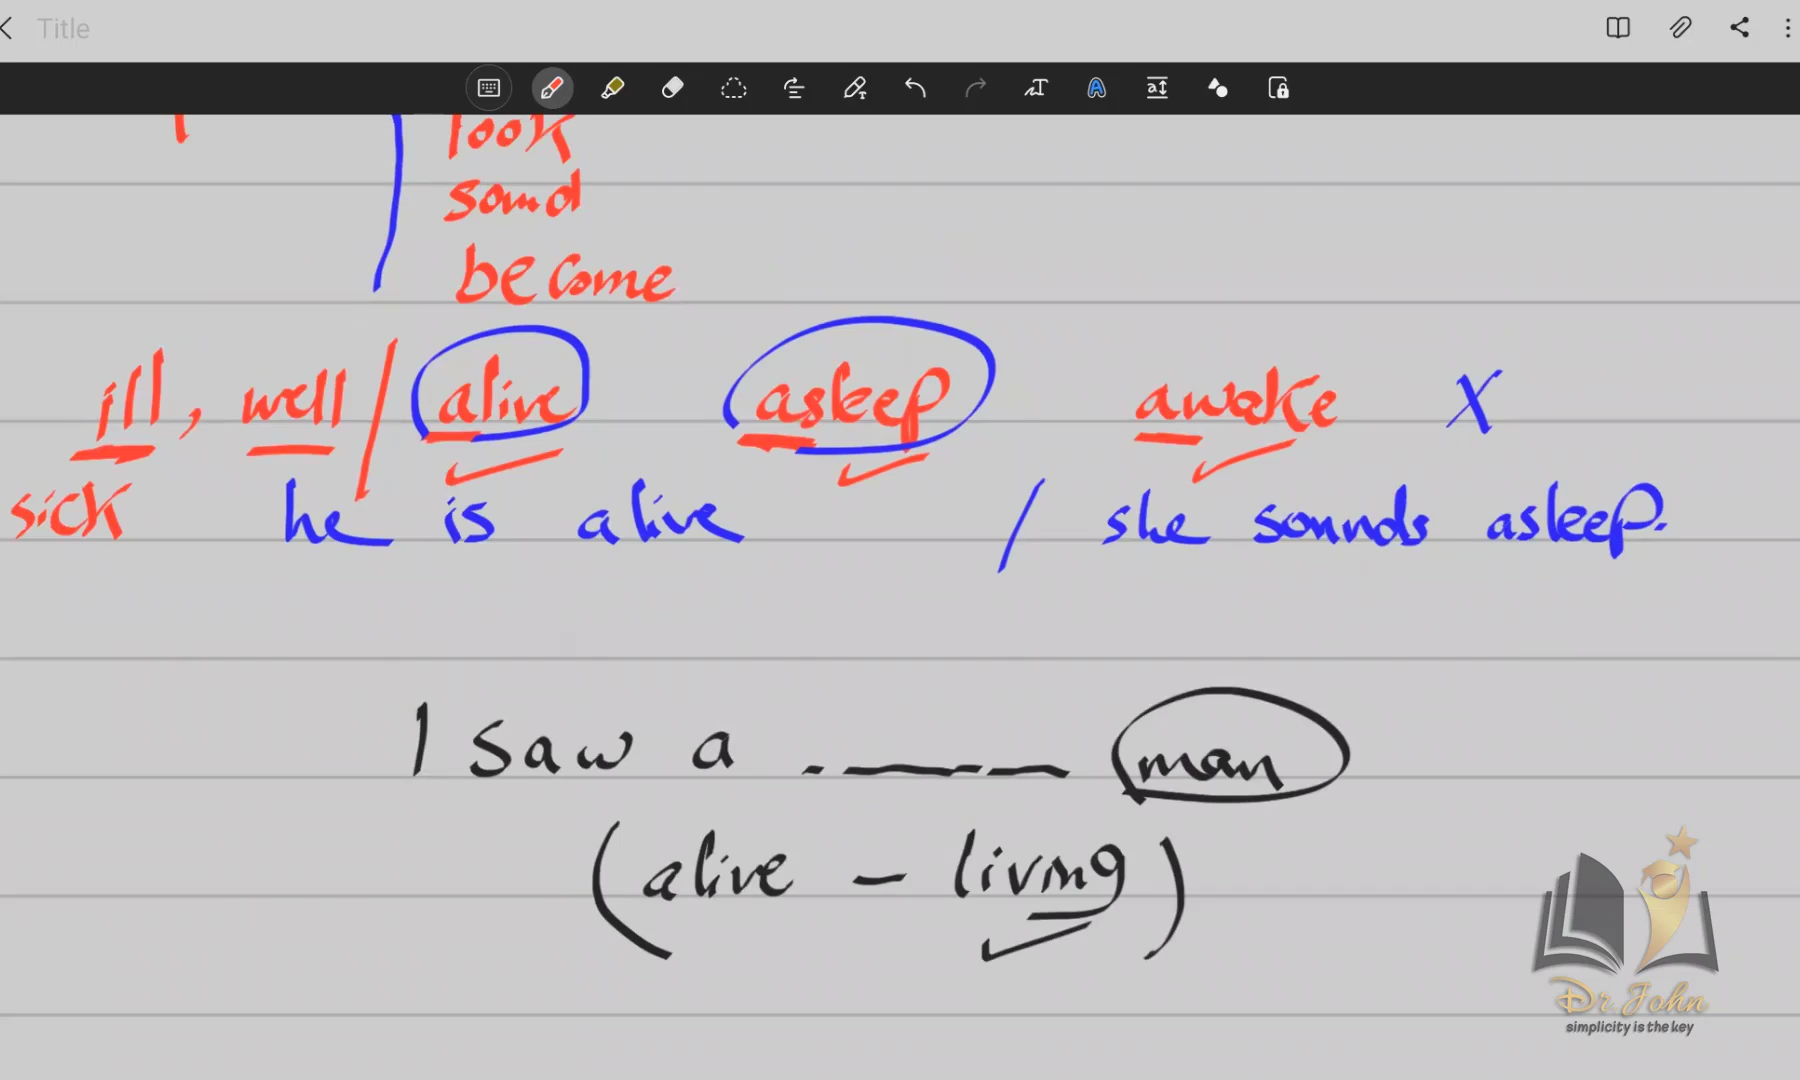 Title
look
sound
become
ill, well / alive asleep awake X
sick he is alive / she sounds asleep.
I saw a ------- man
(alive - living)
Dr. John
simplicity is the key